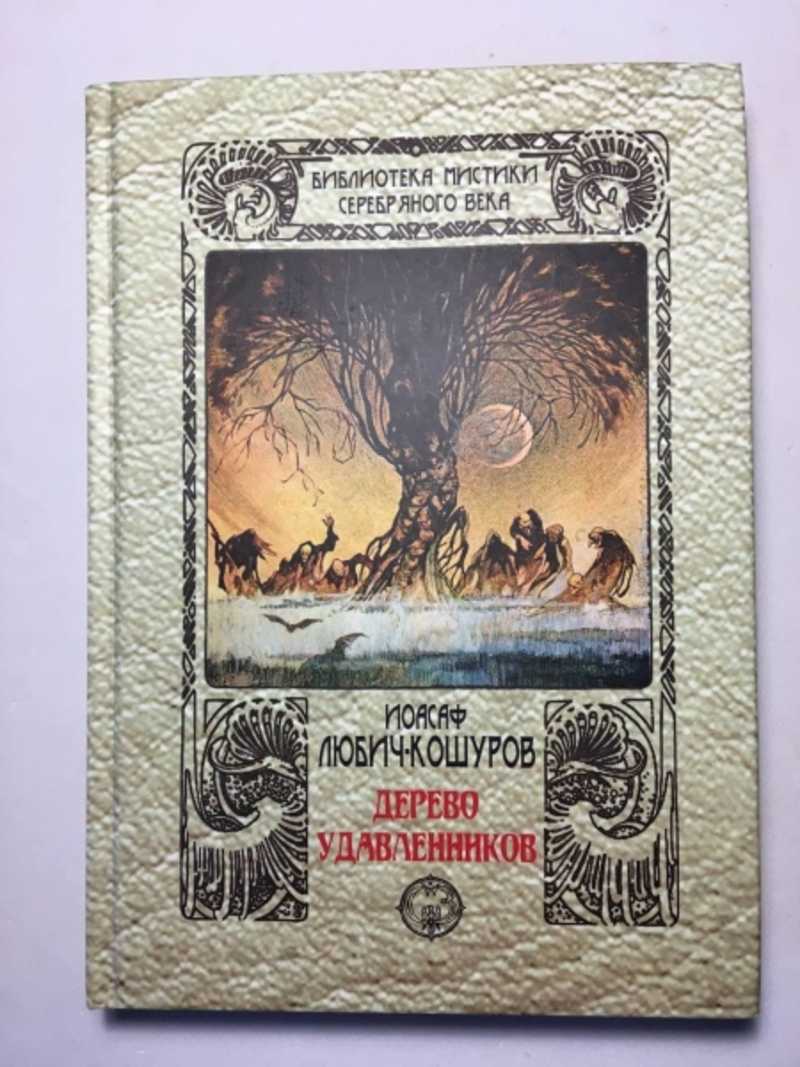 БИБЛИОТЕКА МИСТИКИ
СЕРЕБРЯНОГО ВЕКА
ИОАСАФ
ЛЮБИЧ-КОШУРОВ
ДЕРЕВО
УДАВЛЕННИКОВ